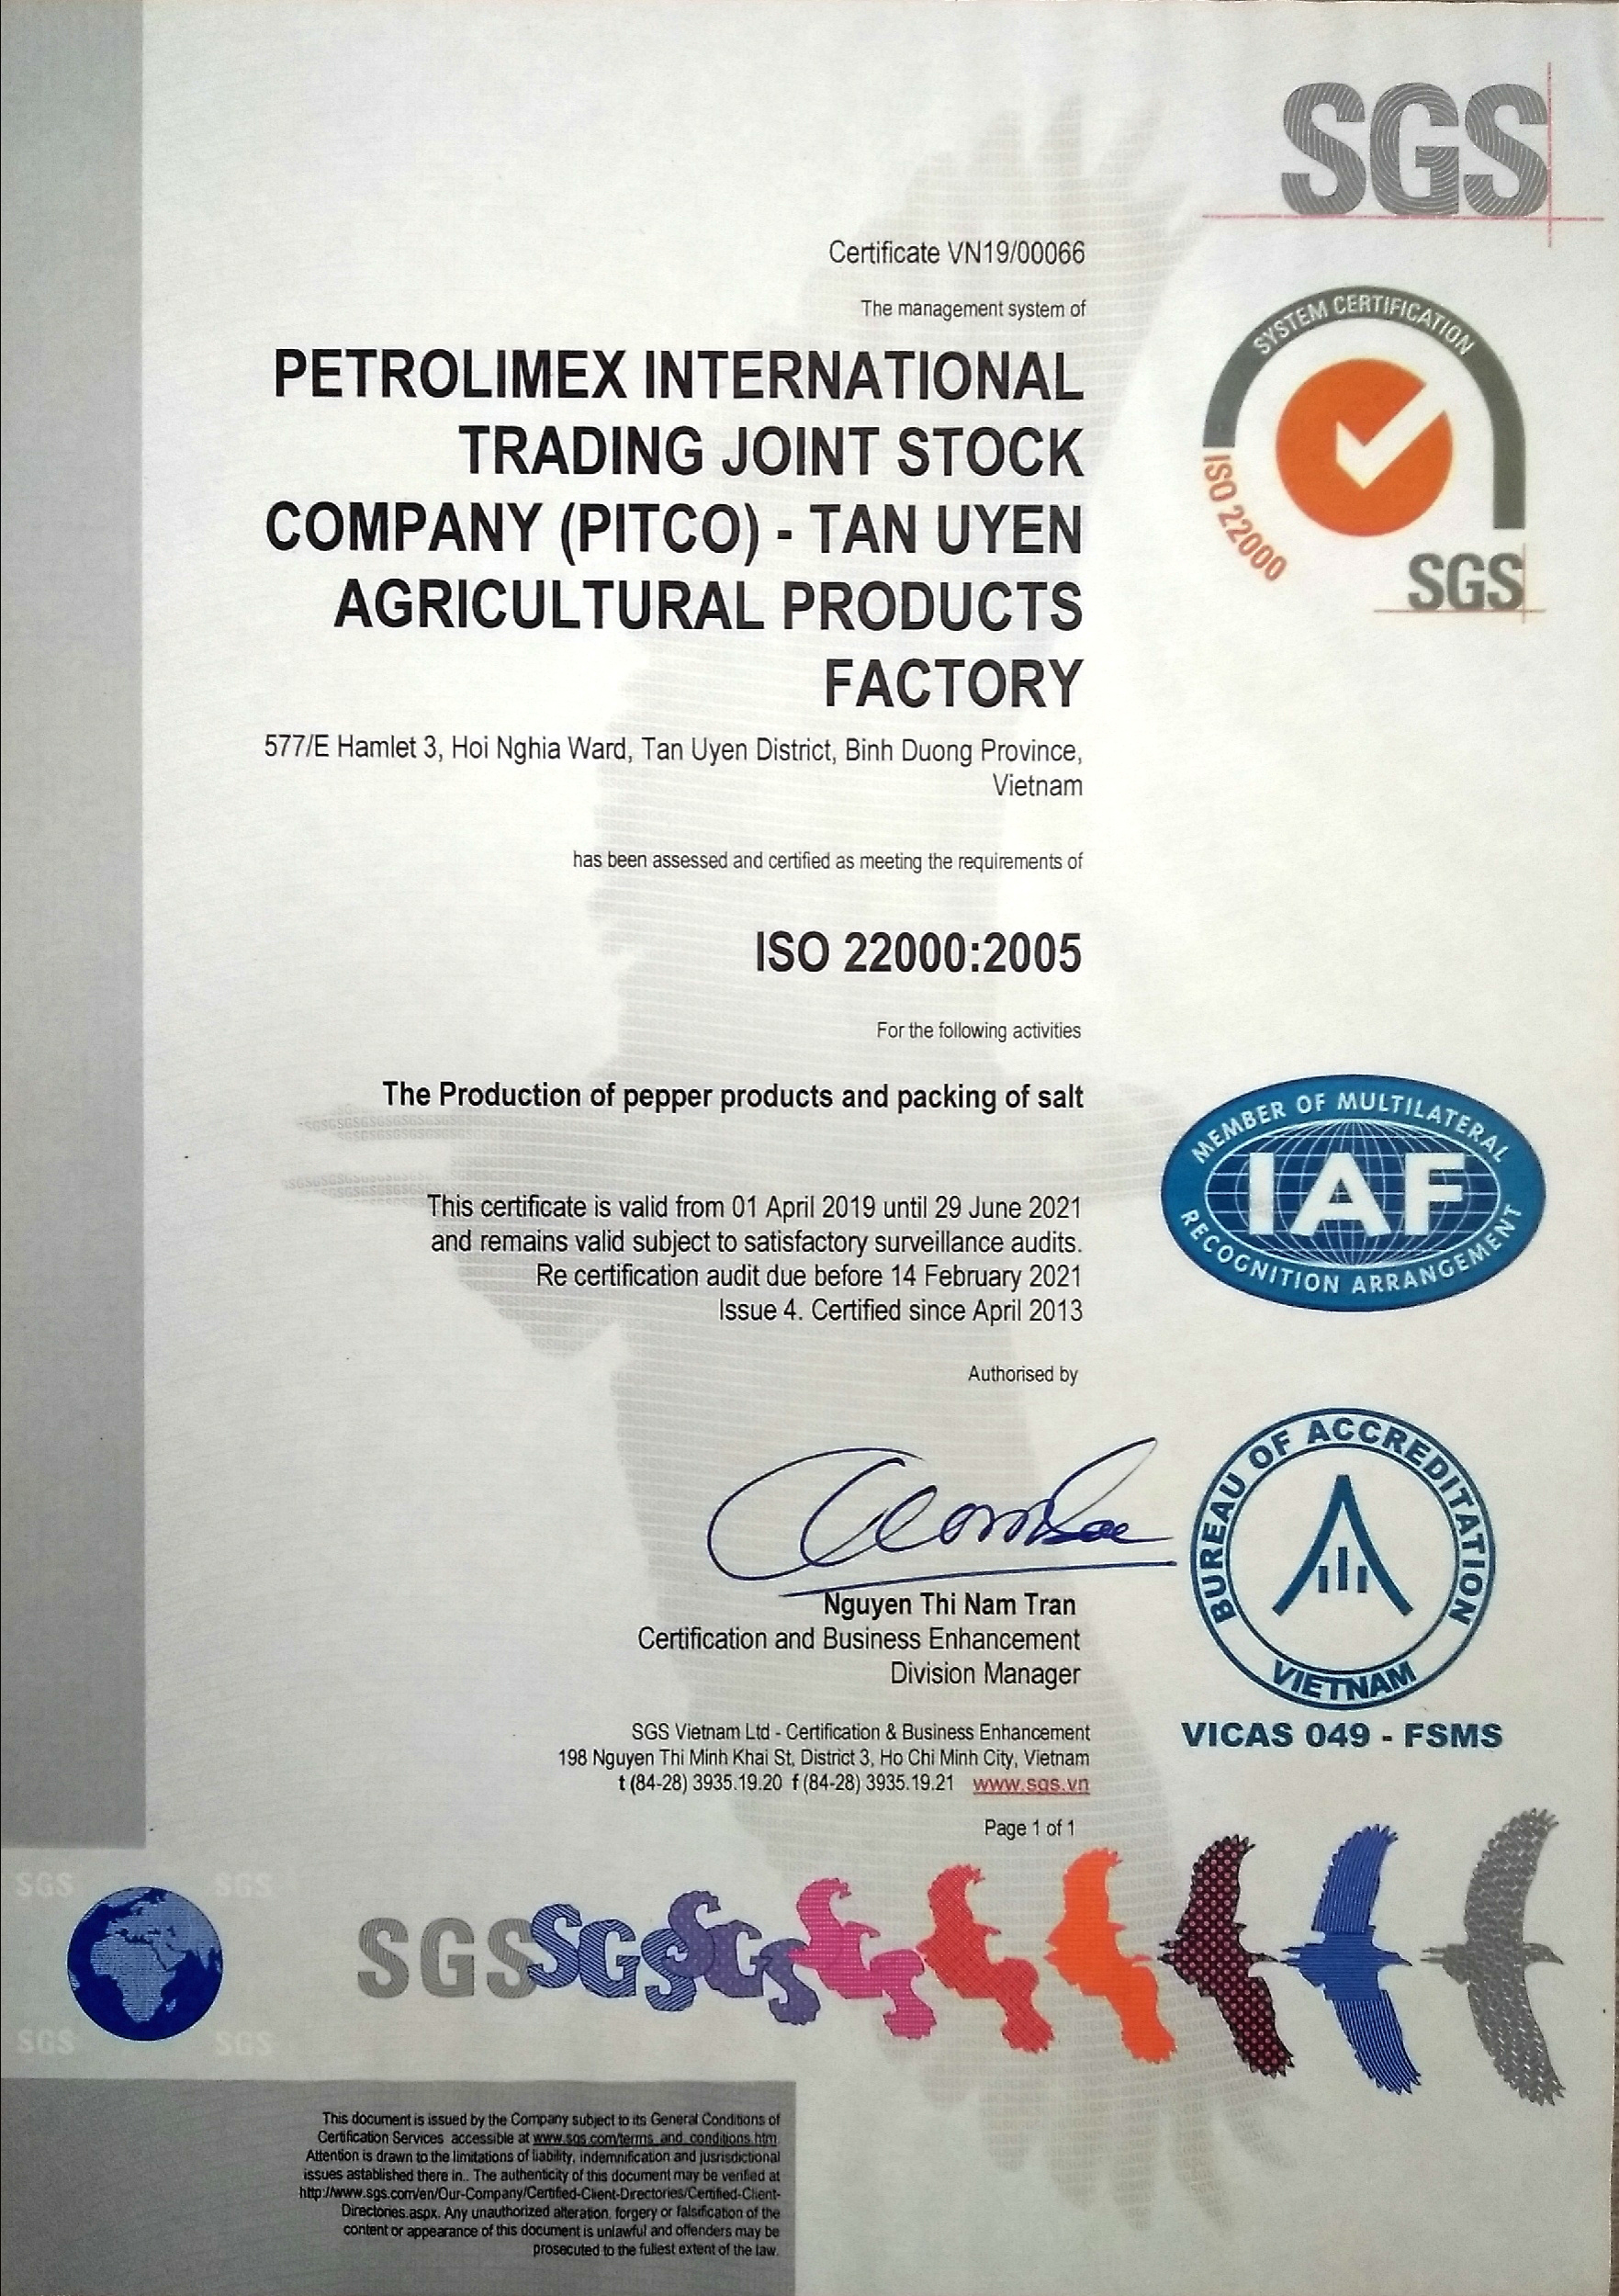 SGS
Certificate VN19/00066
The management system of
PETROLIMEX INTERNATIONAL
TRADING JOINT STOCK
COMPANY (PITCO) - TAN UYEN
AGRICULTURAL PRODUCTS
FACTORY
577/E Hamlet 3, Hoi Nghia Ward, Tan Uyen District, Binh Duong Province,
Vietnam
has been assessed and certified as meeting the requirements of
ISO 22000:2005
For the following activities
The Production of pepper products and packing of salt
This certificate is valid from 01 April 2019 until 29 June 2021
and remains valid subject to satisfactory surveillance audits.
Re certification audit due before 14 February 2021
Issue 4. Certified since April 2013
Authorised by
Nguyen Thi Nam Tran
Certification and Business Enhancement
Division Manager
SGS Vietnam Ltd - Certification & Business Enhancement
198 Nguyen Thi Minh Khai St, District 3, Ho Chi Minh City, Vietnam
t (84-28) 3935.19.20 f (84-28) 3935.19.21 www.sgs.vn
Page 1 of 1
SYSTEM CERTIFICATION
ISO 22000
SGS
MEMBER OF MULTILATERAL
IAF
RECOGNITION ARRANGEMENT
BUREAU OF ACCREDITATION
VIETNAM
VICAS 049 - FSMS
SGS SGS
SGS SGS SGS
SGS SGS
This document is issued by the Company subject to its General Conditions of
Certification Services accessible at www.sgs.com/terms_and_conditions.htm.
Attention is drawn to the limitations of liability, indemnification and jusrisdictional
issues astablished there in.. The authenticity of this document may be verified at
http://www.sgs.com/en/Our-Company/Certified-Client-Directories/Certified-Client-
Directories.aspx. Any unauthorized alteration, forgery or falsification of the
content or appearance of this document is unlawful and offenders may be
prosecuted to the fullest extent of the law.